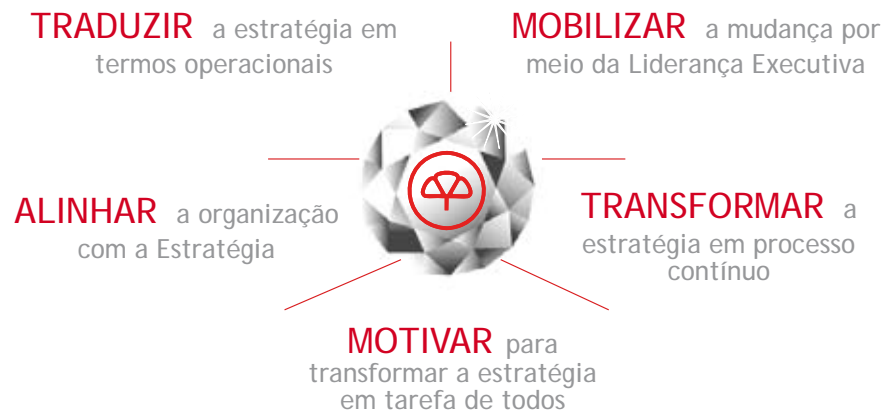 TRADUZIR a estratégia em
termos operacionais
MOBILIZAR a mudança por
meio da Liderança Executiva
ALINHAR a organização
com a Estratégia
TRANSFORMAR a
estratégia em processo
contínuo
MOTIVAR para
transformar a estratégia
em tarefa de todos